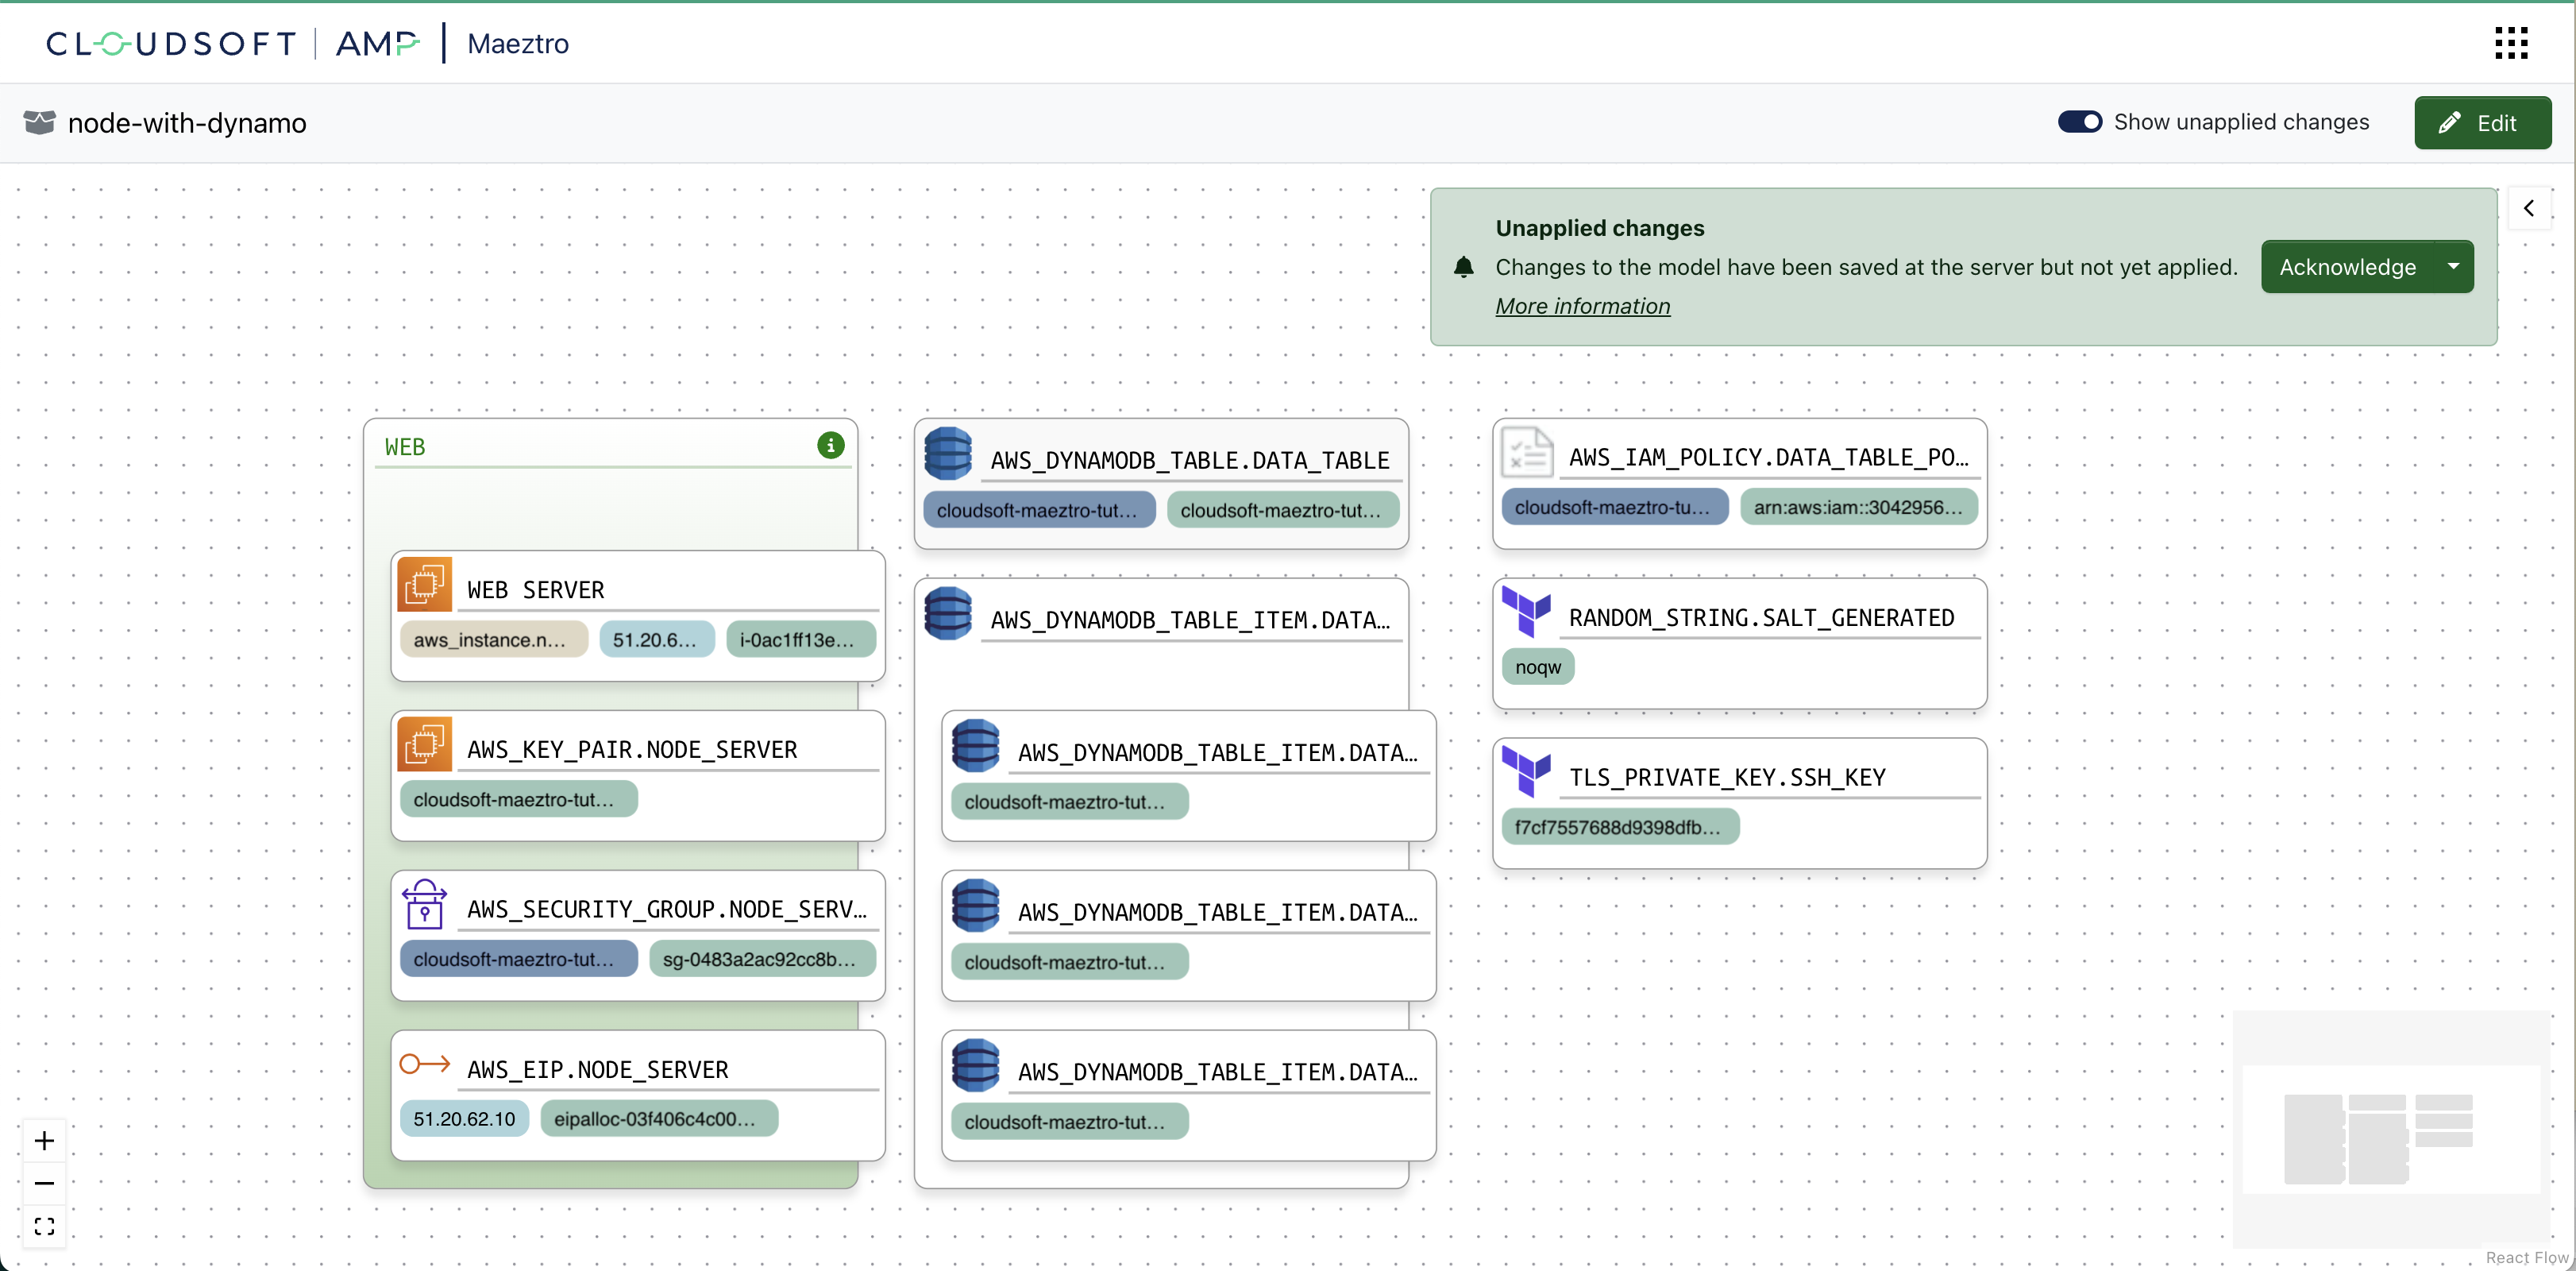 CLOUDSOFT | AMP | Maeztro
node-with-dynamo
Show unapplied changes
Edit
Unapplied changes
Changes to the model have been saved at the server but not yet applied.
More information
Acknowledge
WEB
WEB SERVER
aws_instance.n...
51.20.6...
i-0ac1ff13e...
AWS_KEY_PAIR.NODE_SERVER
cloudsoft-maeztro-tut...
AWS_SECURITY_GROUP.NODE_SERV...
cloudsoft-maeztro-tut...
sg-0483a2ac92cc8b...
AWS_EIP.NODE_SERVER
51.20.62.10
eipalloc-03f406c4c00...
AWS_DYNAMODB_TABLE.DATA_TABLE
cloudsoft-maeztro-tut...
cloudsoft-maeztro-tut...
AWS_DYNAMODB_TABLE_ITEM.DATA...
AWS_DYNAMODB_TABLE_ITEM.DATA...
cloudsoft-maeztro-tut...
AWS_DYNAMODB_TABLE_ITEM.DATA...
cloudsoft-maeztro-tut...
AWS_DYNAMODB_TABLE_ITEM.DATA...
cloudsoft-maeztro-tut...
AWS_IAM_POLICY.DATA_TABLE_PO...
cloudsoft-maeztro-tu...
arn:aws:iam::3042956...
RANDOM_STRING.SALT_GENERATED
noqw
TLS_PRIVATE_KEY.SSH_KEY
f7cf7557688d9398dfb...
React Flow